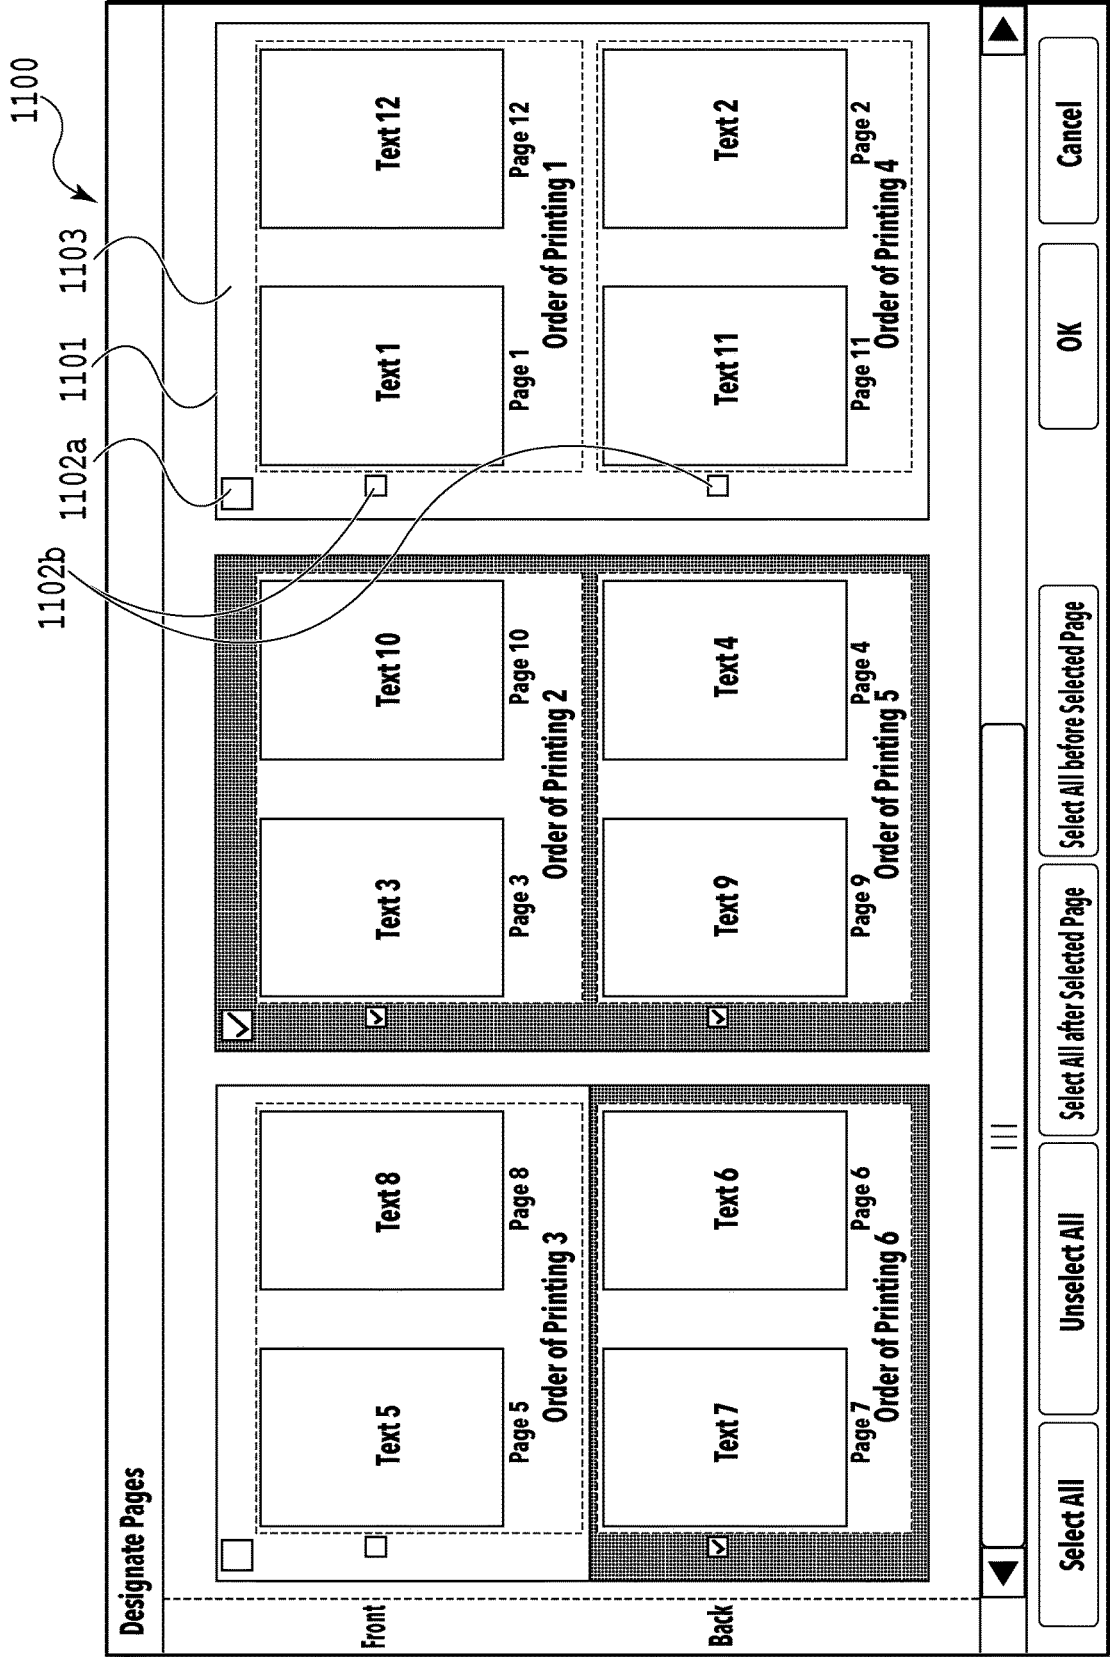 1100
1103
1101
1102a
1102b
Designate Pages
Front
Text 5
Text 8
Page 5
Page 8
Order of Printing 3
Text 3
Text 10
Page 3
Page 10
Order of Printing 2
Text 1
Text 12
Page 1
Page 12
Order of Printing 1
Back
Text 7
Text 6
Page 7
Page 6
Order of Printing 6
Text 9
Text 4
Page 9
Page 4
Order of Printing 5
Text 11
Text 2
Page 11
Page 2
Order of Printing 4
Select All
Unselect All
Select All after Selected Page
Select All before Selected Page
OK
Cancel